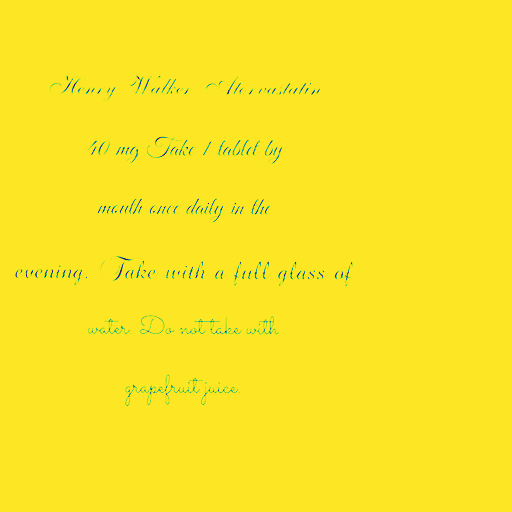 Henry Walker Atorvastatin
40 mg Take 1 tablet by
mouth once daily in the
evening. Take with a full glass of
water. Do not take with
grapefruit juice.